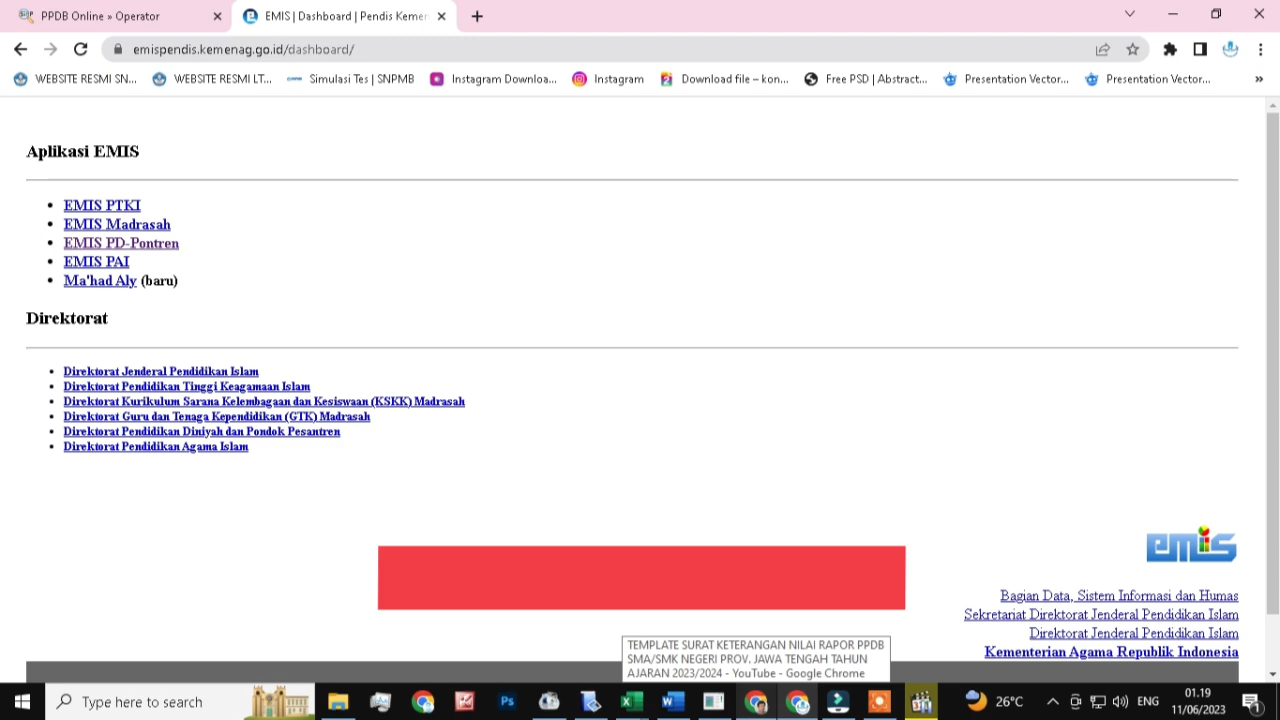 PPDB Online » Operator
EMIS | Dashboard | Pendis Kemen
emispendis.kemenag.go.id/dashboard/
WEBSITE RESMI SN...
WEBSITE RESMI LT...
Simulasi Tes | SNPMB
Instagram Downloa...
Instagram
Download file – kon...
Free PSD | Abstract...
Presentation Vector...
Presentation Vector...
»
Aplikasi EMIS
• EMIS PTKI
• EMIS Madrasah
• EMIS PD-Pontren
• EMIS PAI
• Ma'had Aly (baru)
Direktorat
• Direktorat Jenderal Pendidikan Islam
• Direktorat Pendidikan Tinggi Keagamaan Islam
• Direktorat Kurikulum Sarana Kelembagaan dan Kesiswaan (KSKK) Madrasah
• Direktorat Guru dan Tenaga Kependidikan (GTK) Madrasah
• Direktorat Pendidikan Diniyah dan Pondok Pesantren
• Direktorat Pendidikan Agama Islam
emis
Bagian Data, Sistem Informasi dan Humas
Sekretariat Direktorat Jenderal Pendidikan Islam
Direktorat Jenderal Pendidikan Islam
Kementerian Agama Republik Indonesia
TEMPLATE SURAT KETERANGAN NILAI RAPOR PPDB
SMA/SMK NEGERI PROV. JAWA TENGAH TAHUN
AJARAN 2023/2024 - YouTube - Google Chrome
Type here to search
Ps
26°C
ENG
01.19
11/06/2023
1